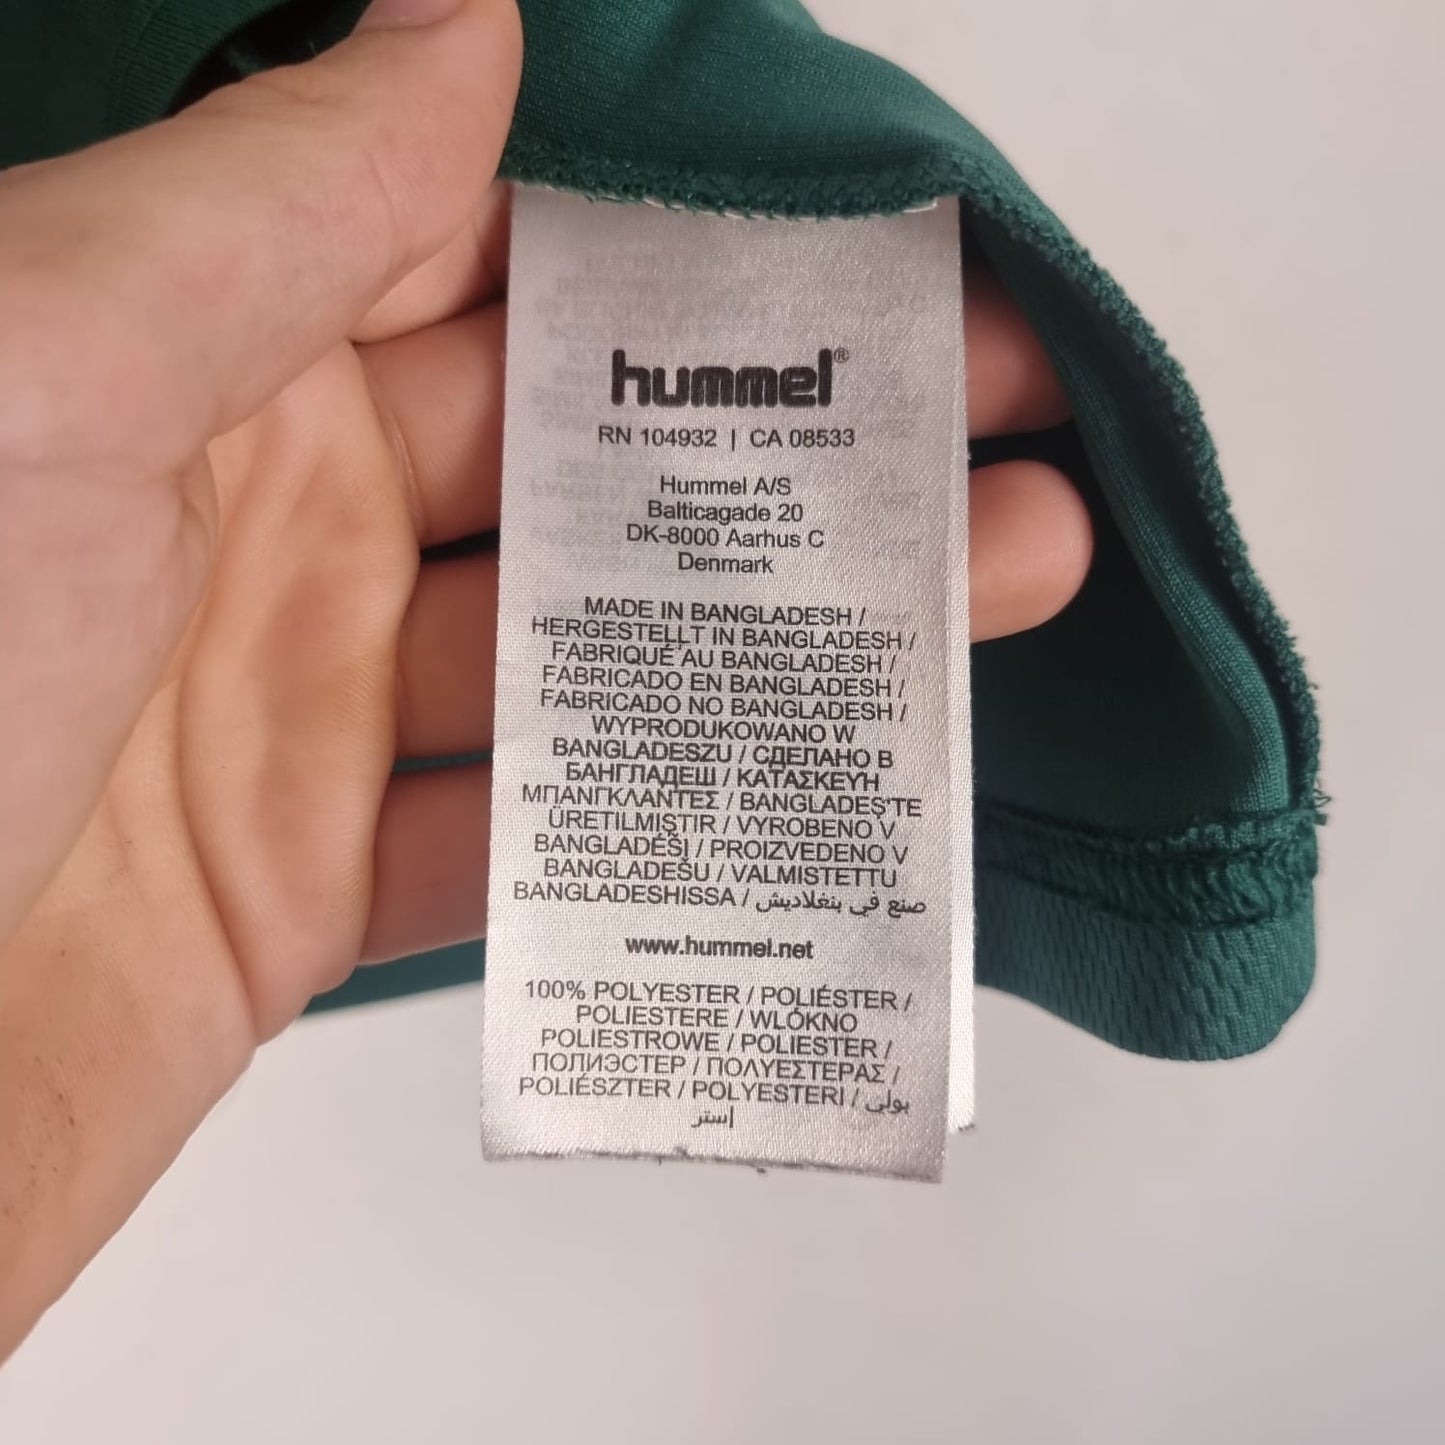 hummel®
RN 104932 | CA 08533
Hummel A/S
Balticagade 20
DK-8000 Aarhus C
Denmark
MADE IN BANGLADESH /
HERGESTELLT IN BANGLADESH /
FABRIQUÉ AU BANGLADESH /
FABRICADO EN BANGLADESH /
FABRICADO NO BANGLADESH /
WYPRODUKOWANO W
BANGLADESZU / СДЕЛАНО В
БАНГЛАДЕШ / ΚΑΤΑΣΚΕΥΉ
ΜΠΑΝΓΚΛΑΝΤΕΣ / BANGLADEŞ'TE
ÜRETILMIŞTIR / VYROBENO V
BANGLADÉŠI / PROIZVEDENO V
BANGLADEŠU / VALMISTETTU
BANGLADESHISSA / صنع في بنغلاديش
www.hummel.net
100% POLYESTER / POLIÉSTER /
POLIESTERE / WLÓKNO
POLIESTROWE / POLIESTER /
ПОЛИЭСТЕР / ΠΟΛΥΕΣΤΕΡΑΣ /
POLIÉSZTER / POLYESTERI / بولي
إستر